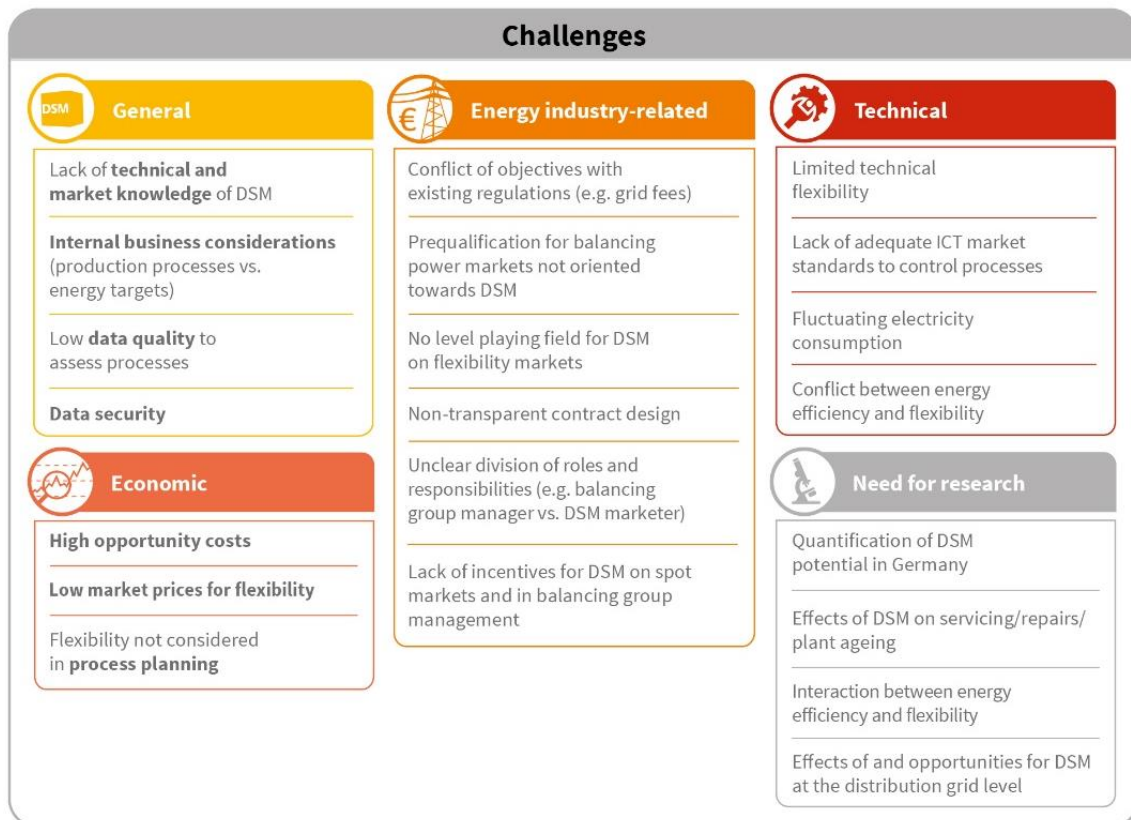 Challenges
DSM
General
Lack of technical and
market knowledge of DSM
Internal business considerations
(production processes vs.
energy targets)
Low data quality to
assess processes
Data security
Economic
High opportunity costs
Low market prices for flexibility
Flexibility not considered
in process planning
€
Energy industry-related
Conflict of objectives with
existing regulations (e.g. grid fees)
Prequalification for balancing
power markets not oriented
towards DSM
No level playing field for DSM
on flexibility markets
Non-transparent contract design
Unclear division of roles and
responsibilities (e.g. balancing
group manager vs. DSM marketer)
Lack of incentives for DSM on spot
markets and in balancing group
management
Technical
Limited technical
flexibility
Lack of adequate ICT market
standards to control processes
Fluctuating electricity
consumption
Conflict between energy
efficiency and flexibility
Need for research
Quantification of DSM
potential in Germany
Effects of DSM on servicing/repairs/
plant ageing
Interaction between energy
efficiency and flexibility
Effects of and opportunities for DSM
at the distribution grid level